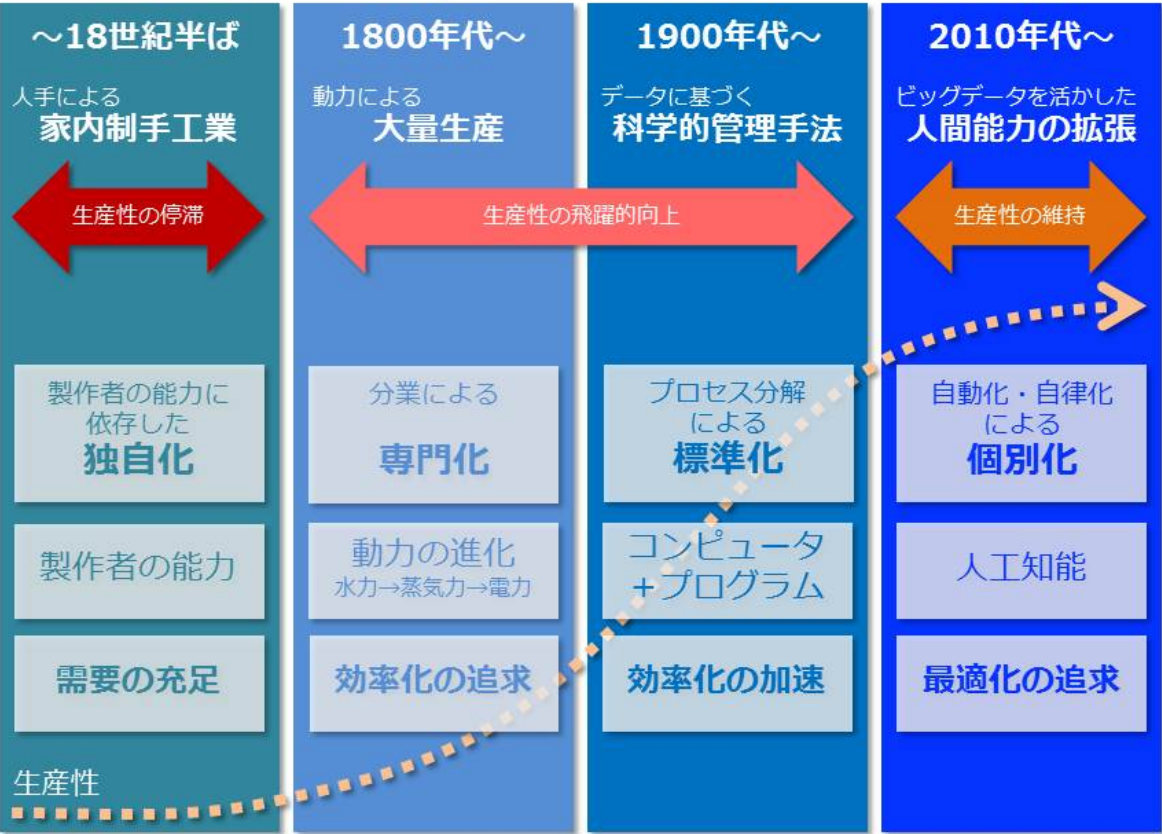 ～18世紀半ば
人手による
家内制手工業
生産性の停滞
製作者の能力に
依存した
独自化
製作者の能力
需要の充足
生産性
1800年代～
動力による
大量生産
生産性の飛躍的向上
分業による
専門化
動力の進化
水力→蒸気力→電力
効率化の追求
1900年代～
データに基づく
科学的管理手法
プロセス分解
による
標準化
コンピュータ
+プログラム
効率化の加速
2010年代～
ビッグデータを活かした
人間能力の拡張
生産性の維持
自動化・自律化
による
個別化
人工知能
最適化の追求